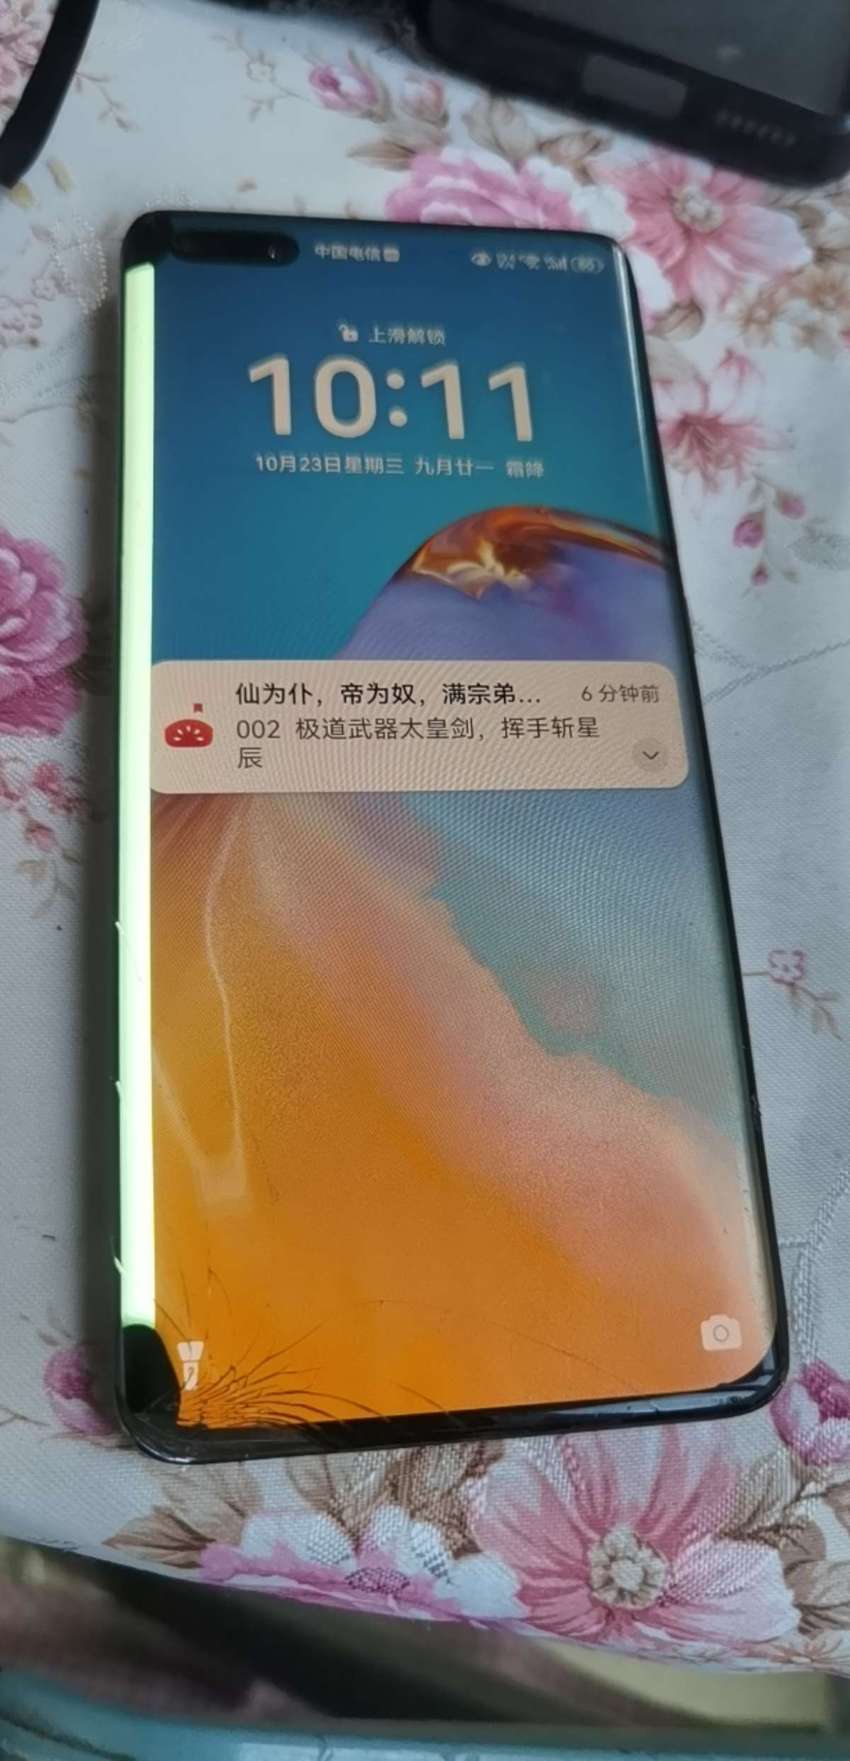 中国电信
上滑解锁
10:11
10月23日星期三 九月廿一 霜降
仙为仆，帝为奴，满宗弟... 6 分钟前
002 极道武器太皇剑，挥手斩星
辰